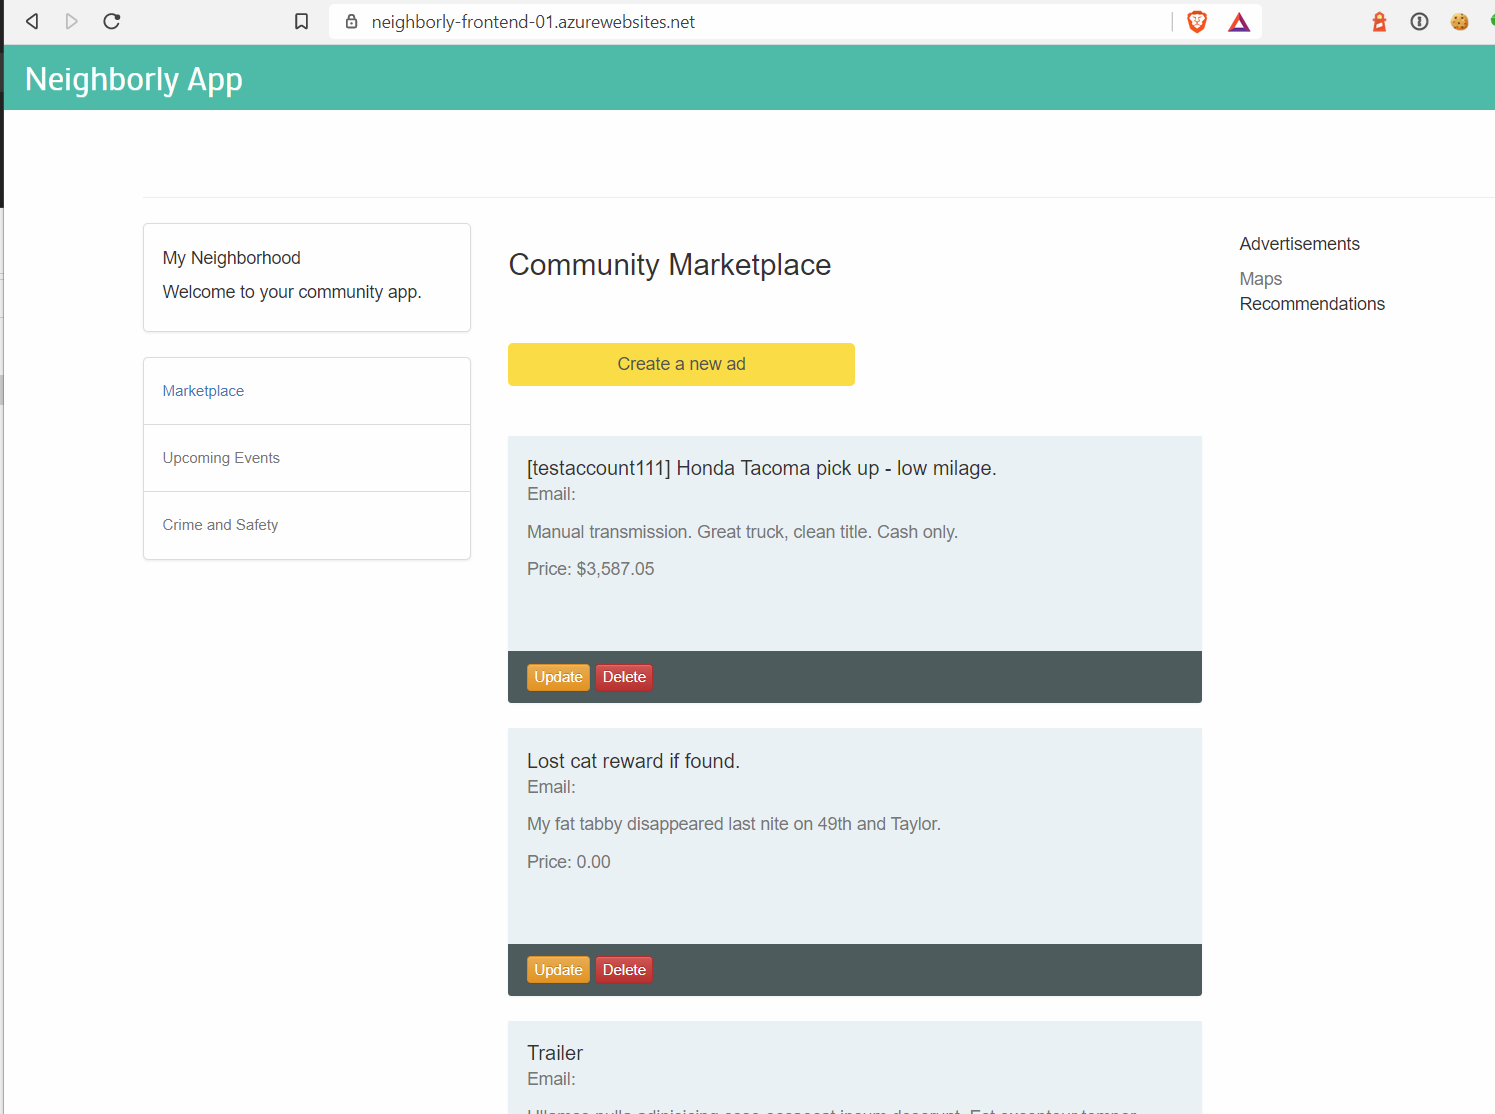 neighborly-frontend-01.azurewebsites.net
Neighborly App
My Neighborhood
Welcome to your community app.
Marketplace
Upcoming Events
Crime and Safety
Community Marketplace
Create a new ad
[testaccount111] Honda Tacoma pick up - low milage.
Email:
Manual transmission. Great truck, clean title. Cash only.
Price: $3,587.05
Update Delete
Lost cat reward if found.
Email:
My fat tabby disappeared last nite on 49th and Taylor.
Price: 0.00
Update Delete
Trailer
Email:
Advertisements
Maps
Recommendations